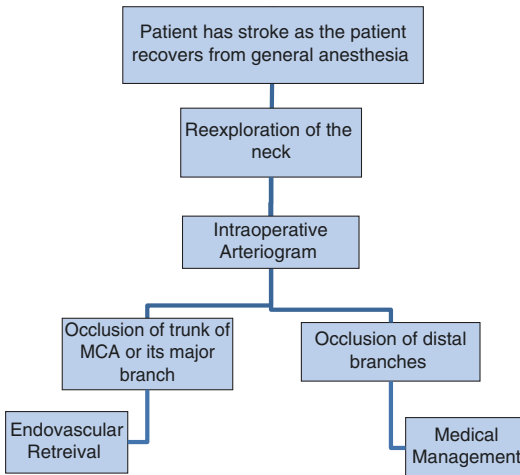 Patient has stroke as the patient
recovers from general anesthesia
Reexploration of the
neck
Intraoperative
Arteriogram
Occlusion of trunk of
MCA or its major
branch
Occlusion of distal
branches
Endovascular
Retreival
Medical
Management